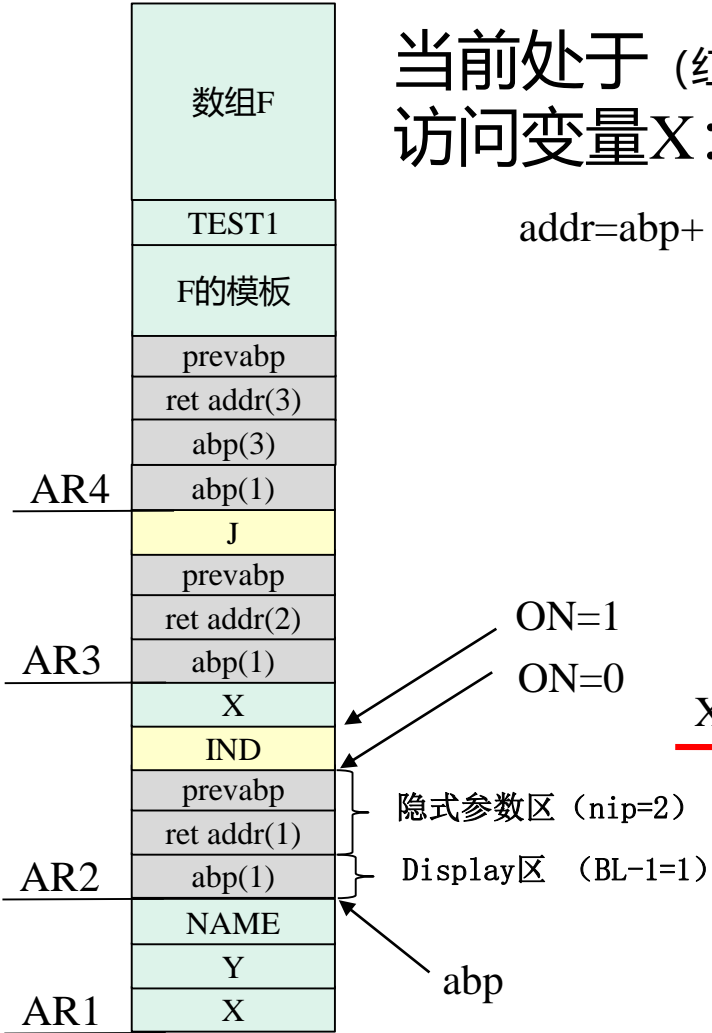 当前处于
访问变量X：
addr=abp+
数组F
TEST1
F的模板
prevabp
ret addr(3)
abp(3)
AR4
abp(1)
J
prevabp
ret addr(2)
AR3
abp(1)
X
IND
prevabp
ret addr(1)
AR2
abp(1)
NAME
Y
AR1
X
ON=1
ON=0
X
隐式参数区（nip=2）
Display区 （BL-1=1）
abp